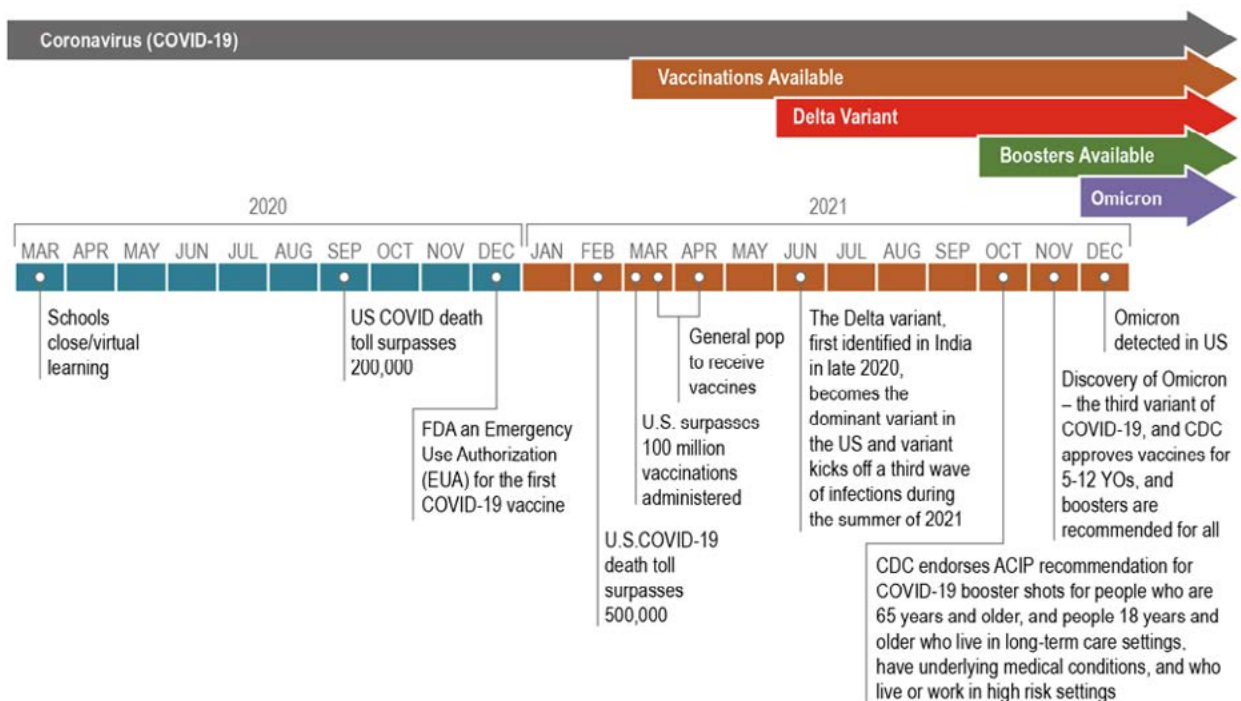 Coronavirus (COVID-19)
Vaccinations Available
Delta Variant
Boosters Available
Omicron
2020
2021
MAR APR MAY JUN JUL AUG SEP OCT NOV DEC JAN FEB MAR APR MAY JUN JUL AUG SEP OCT NOV DEC
Schools
close/virtual
learning
US COVID death
toll surpasses
200,000
FDA an Emergency
Use Authorization
(EUA) for the first
COVID-19 vaccine
U.S.COVID-19
death toll
surpasses
500,000
U.S. surpasses
100 million
vaccinations
administered
General pop
to receive
vaccines
The Delta variant,
first identified in India
in late 2020,
becomes the
dominant variant in
the US and variant
kicks off a third wave
of infections during
the summer of 2021
CDC endorses ACIP recommendation for
COVID-19 booster shots for people who are
65 years and older, and people 18 years and
older who live in long-term care settings,
have underlying medical conditions, and who
live or work in high risk settings
Discovery of Omicron
– the third variant of
COVID-19, and CDC
approves vaccines for
5-12 YOs, and
boosters are
recommended for all
Omicron
detected in US